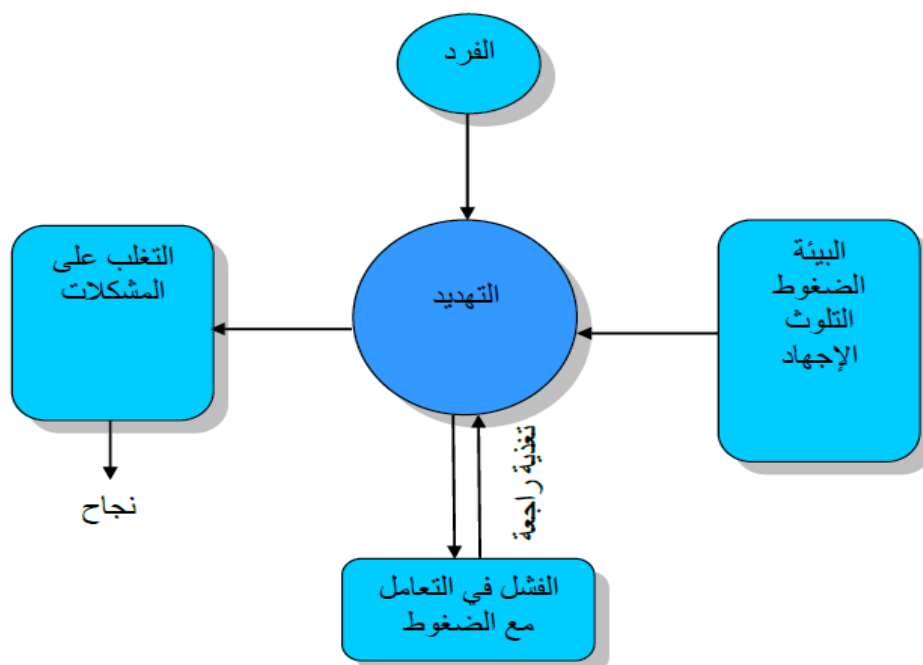 الفرد
البيئة
الضغوط
التلوث
الإجهاد
التهديد
التغلب على
المشكلات
نجاح
تغذية راجعة
الفشل في التعامل
مع الضغوط